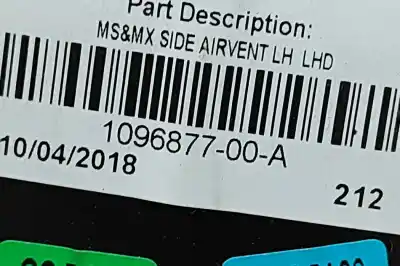 Part Description:
MS&MX SIDE AIRVENT LH LHD
1096877-00-A
10/04/2018
212